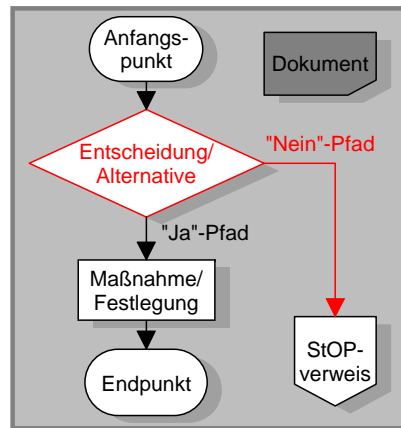 Anfangs-
punkt
Dokument
Entscheidung/
Alternative
"Nein"-Pfad
"Ja"-Pfad
Maßnahme/
Festlegung
StOP-
verweis
Endpunkt